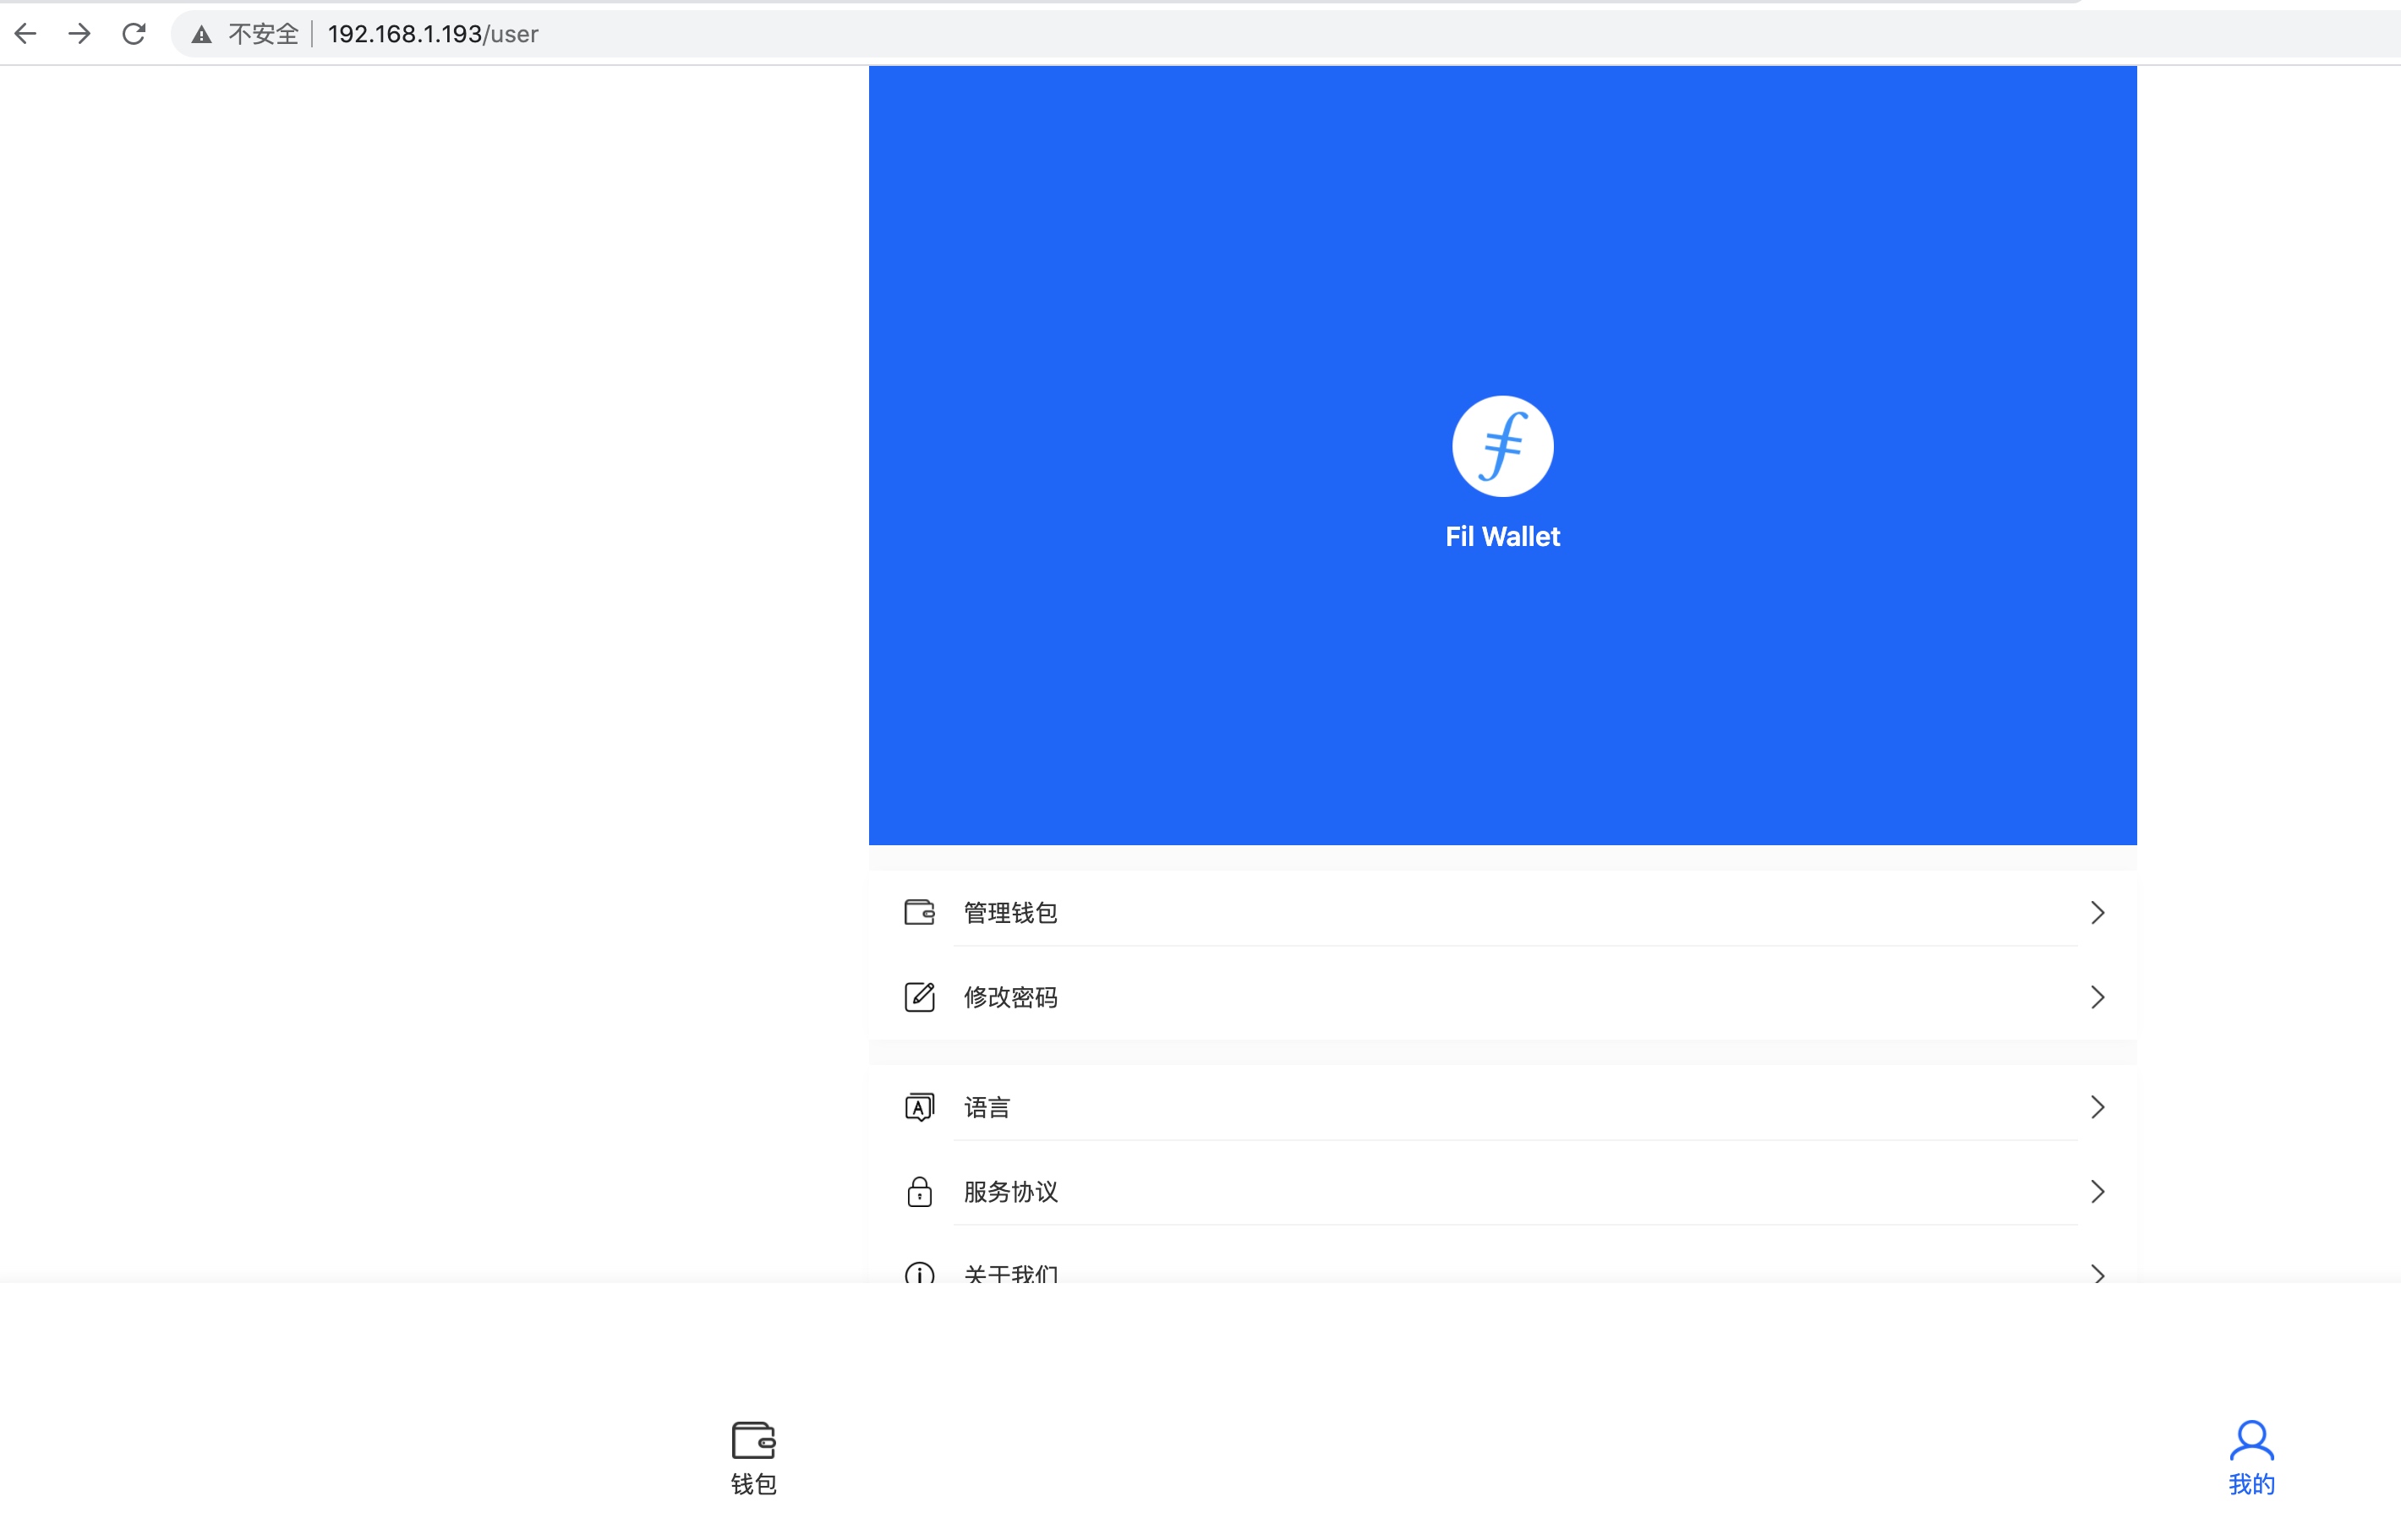 不安全 192.168.1.193/user
Fil Wallet
管理钱包
修改密码
语言
服务协议
关于我们
钱包
我的